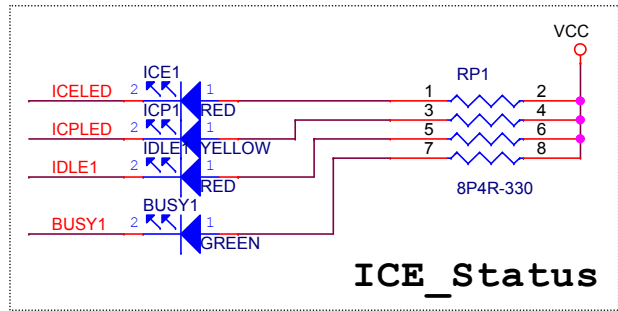 VCC
ICE1
RP1
ICELED 2 1 1 2
RED
ICP1 3 4
ICPLED 2 1 5 6
IDLE1 YELLOW 7 8
IDLE1 2 1
RED
8P4R-330
BUSY1
BUSY1 2 1
GREEN
ICE_Status